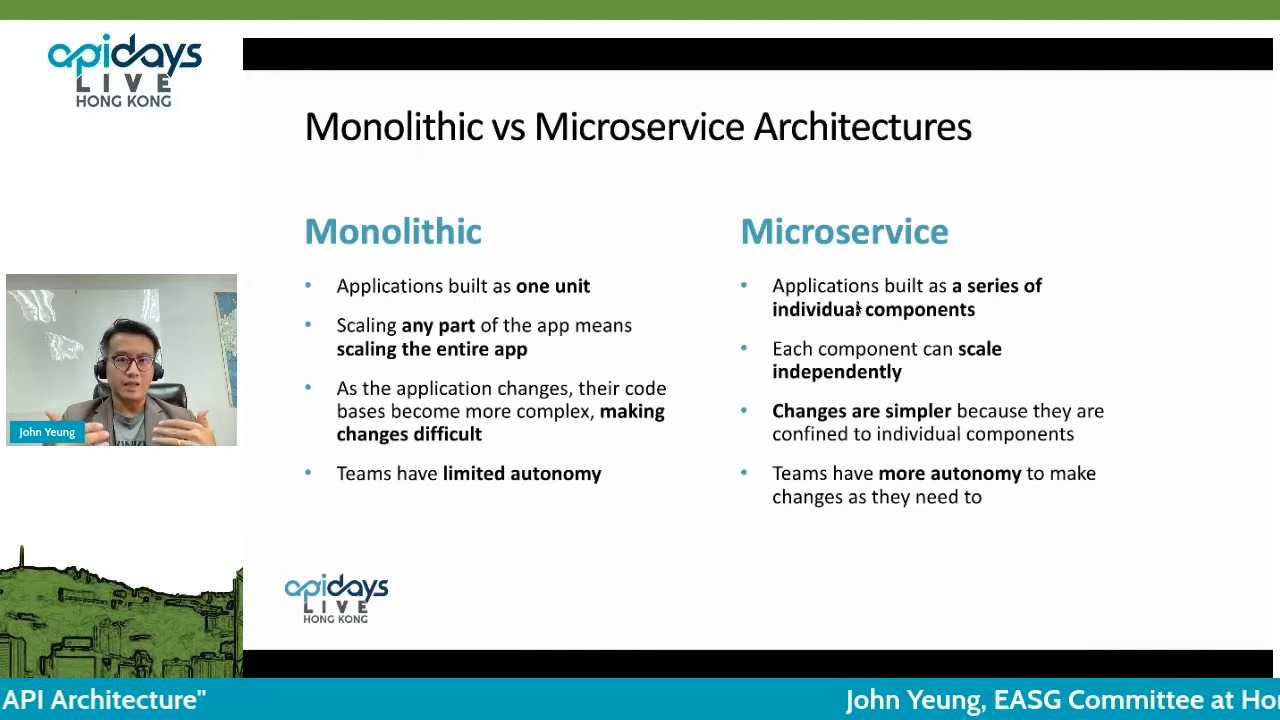 apidays
LIVE
HONG KONG
Monolithic vs Microservice Architectures
Monolithic
• Applications built as one unit
• Scaling any part of the app means
scaling the entire app
• As the application changes, their code
bases become more complex, making
changes difficult
• Teams have limited autonomy
Microservice
• Applications built as a series of
individual components
• Each component can scale
independently
• Changes are simpler because they are
confined to individual components
• Teams have more autonomy to make
changes as they need to
John Yeung
apidays
LIVE
HONG KONG
API Architecture"
John Yeung, EASG Committee at Hon